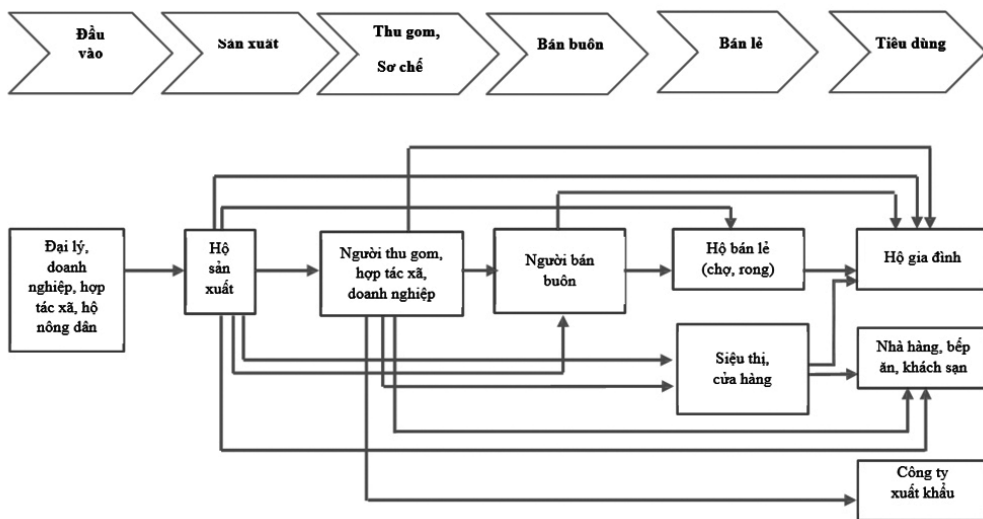 Đầu
vào
Sản xuất
Thu gom,
Sơ chế
Bán buôn
Bán lẻ
Tiêu dùng
Đại lý,
doanh
nghiệp, hợp
tác xã, hộ
nông dân
Hộ
sản
xuất
Người thu gom,
hợp tác xã,
doanh nghiệp
Người bán
buôn
Hộ bán lẻ
(chợ, rong)
Hộ gia đình
Siệu thị,
cửa hàng
Nhà hàng, bếp
ăn, khách sạn
Công ty
xuất khẩu